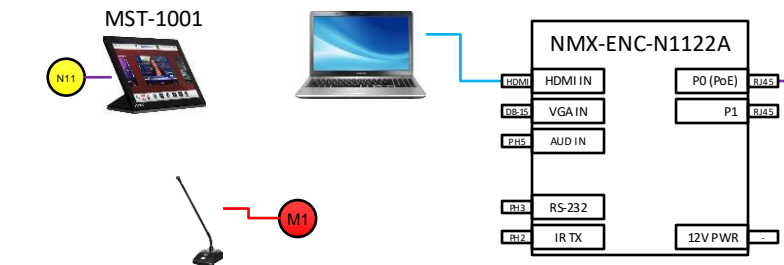 MST-1001
N11
M1
NMX-ENC-N1122A
HDMI HDMI IN P0 (PoE) RJ45
DB-15 VGA IN P1 RJ45
PH5 AUD IN
PH3 RS-232
PH2 IR TX 12V PWR -